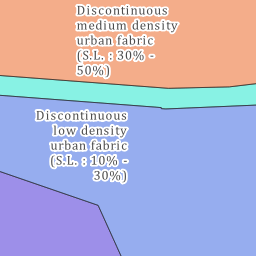 Discontinuous
medium density
urban fabric
(S.L. : 30% -
50%)
Discontinuous
low density
urban fabric
(S.L. : 10% -
30%)